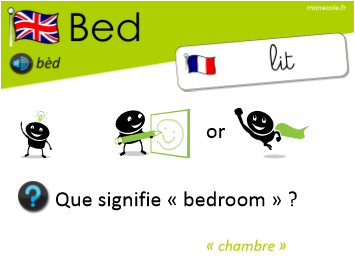 monecole.fr
Bed
bèd
lit
or
Que signifie « bedroom » ?
« chambre »